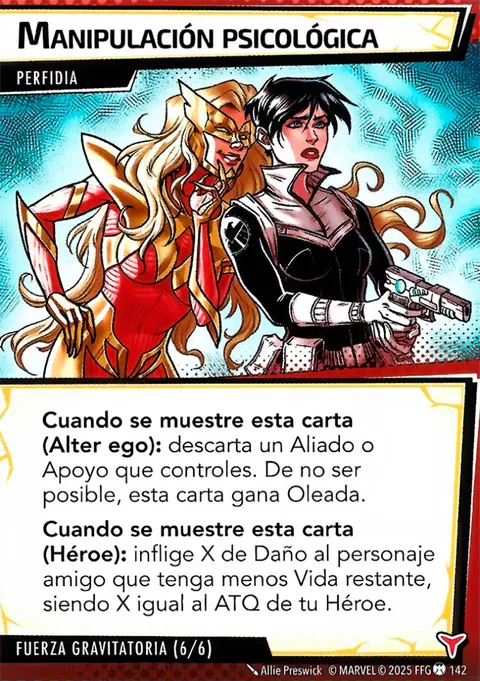 MANIPULACIÓN PSICOLÓGICA
PERFIDIA
Cuando se muestre esta carta
(Alter ego): descarta un Aliado o
Apoyo que controles. De no ser
posible, esta carta gana Oleada.
Cuando se muestre esta carta
(Héroe): inflige X de Daño al personaje
amigo que tenga menos Vida restante,
siendo X igual al ATQ de tu Héroe.
FUERZA GRAVITATORIA (6/6)
Allie Preswick © MARVEL © 2025 FFG 142